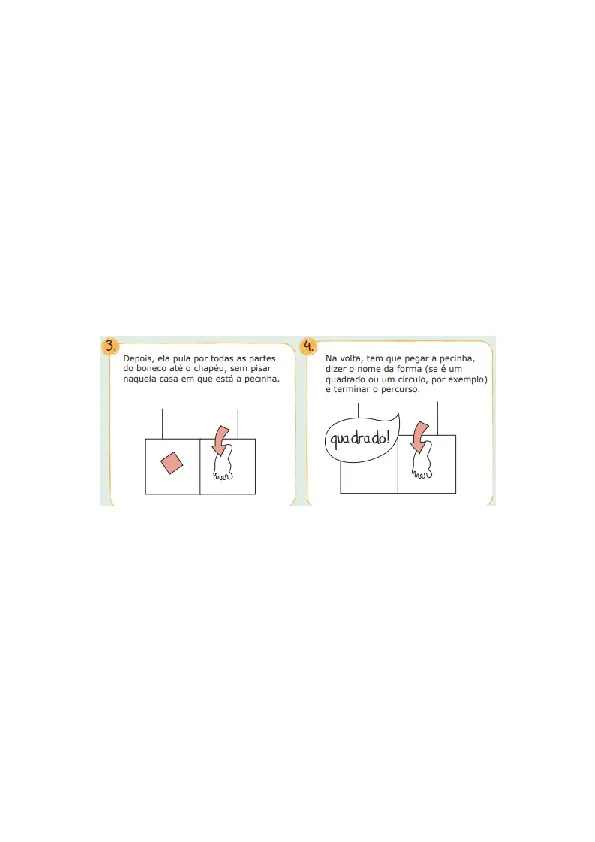 3.
Depois, ela pula por todas as partes
do boneco até o chapéu, sem pisar
naquela casa em que está a pecinha.
4.
Na volta, tem que pegar a pecinha,
dizer o nome da forma (se é um
quadrado ou um círculo, por exemplo)
e terminar o percurso.
quadrado!